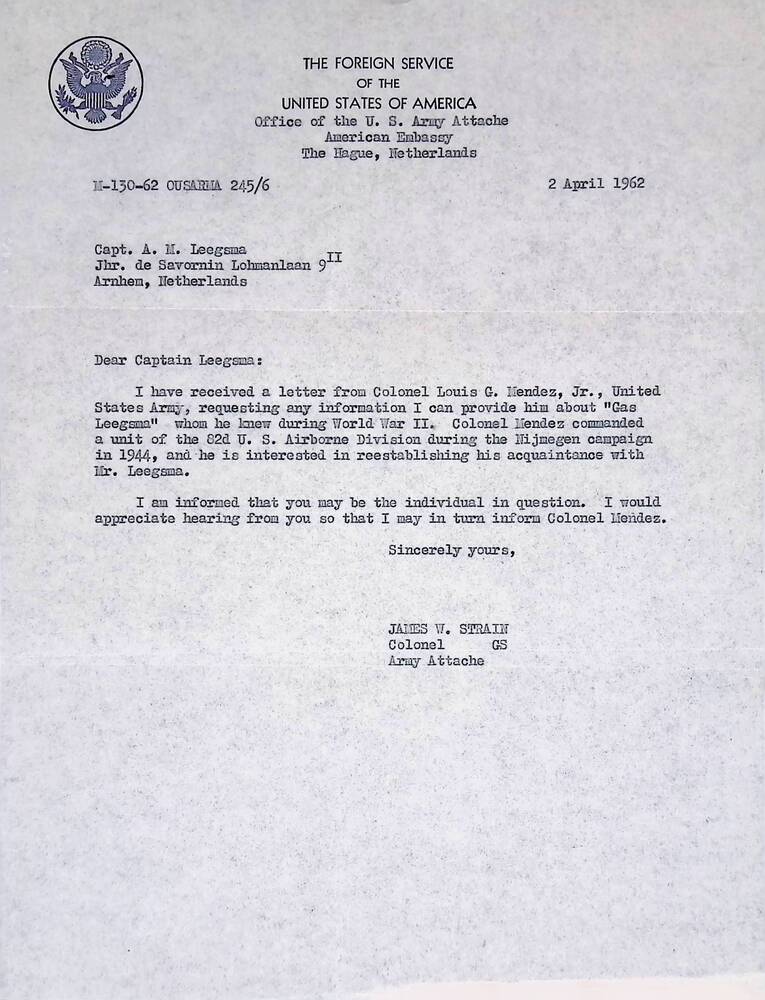 THE FOREIGN SERVICE
OF THE
UNITED STATES OF AMERICA
Office of the U. S. Army Attache
American Embassy
The Hague, Netherlands
M-130-62 OUSARMA 245/6
2 April 1962
Capt. A. M. Leegsma
Jhr. de Savornin Lohmanlaan 9 II
Arnhem, Netherlands
Dear Captain Leegsma:
I have received a letter from Colonel Louis G. Mendez, Jr., United
States Army, requesting any information I can provide him about "Gas
Leegsma" whom he knew during World War II. Colonel Mendez commanded
a unit of the 82d U. S. Airborne Division during the Nijmegen campaign
in 1944, and he is interested in reestablishing his acquaintance with
Mr. Leegsma.
I am informed that you may be the individual in question. I would
appreciate hearing from you so that I may in turn inform Colonel Mendez.
Sincerely yours,
JAMES W. STRAIN
Colonel GS
Army Attache